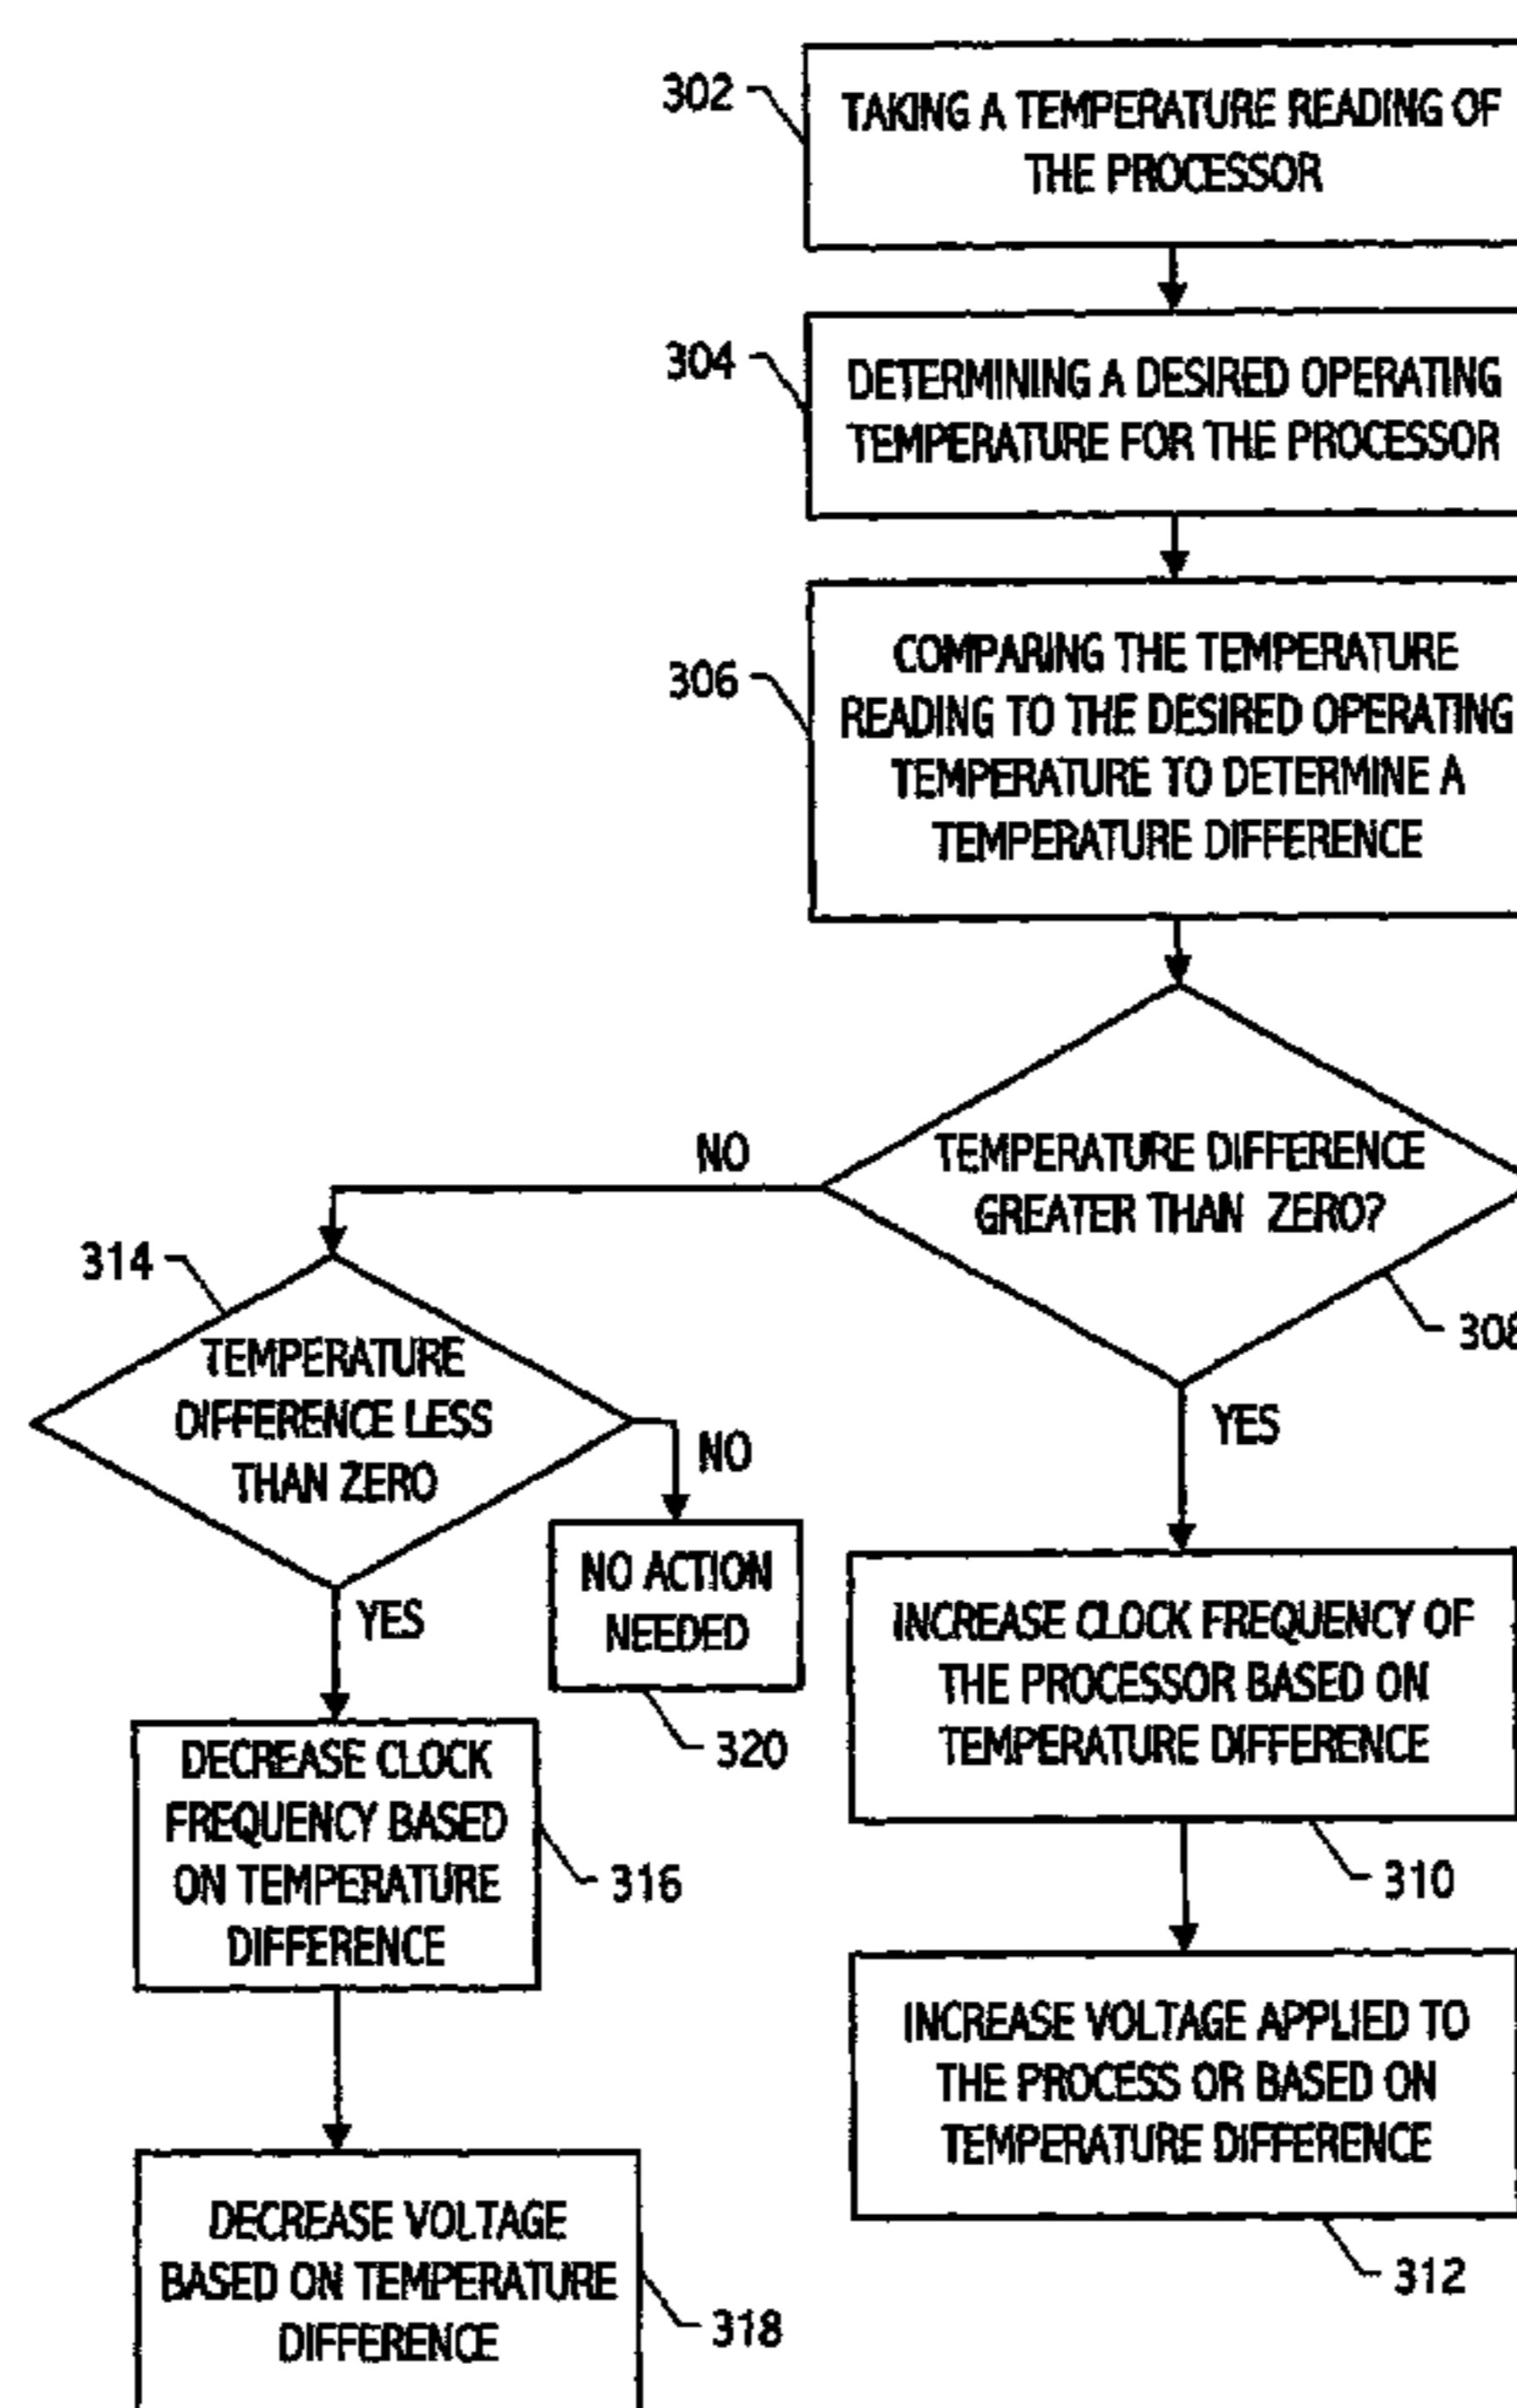 302
TAKING A TEMPERATURE READING OF
THE PROCESSOR
304
DETERMINING A DESIRED OPERATING
TEMPERATURE FOR THE PROCESSOR
306
COMPARING THE TEMPERATURE
READING TO THE DESIRED OPERATING
TEMPERATURE TO DETERMINE A
TEMPERATURE DIFFERENCE
NO
TEMPERATURE DIFFERENCE
GREATER THAN ZERO?
308
YES
314
TEMPERATURE
DIFFERENCE LESS
THAN ZERO
NO
NO ACTION
NEEDED
320
YES
DECREASE CLOCK
FREQUENCY BASED
ON TEMPERATURE
DIFFERENCE
316
INCREASE CLOCK FREQUENCY OF
THE PROCESSOR BASED ON
TEMPERATURE DIFFERENCE
310
INCREASE VOLTAGE APPLIED TO
THE PROCESS OR BASED ON
TEMPERATURE DIFFERENCE
312
DECREASE VOLTAGE
BASED ON TEMPERATURE
DIFFERENCE
318